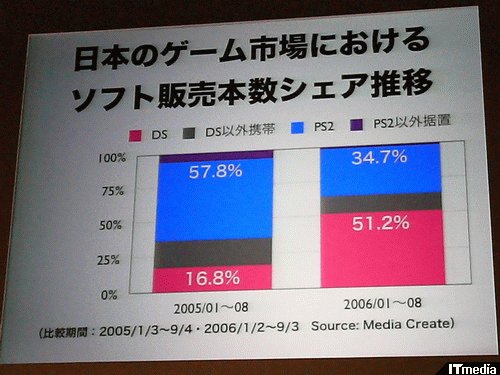 日本のゲーム市場における
ソフト販売本数シェア推移
DS DS以外携帯 PS2 PS2以外据置
100%
75%
50%
25%
0%
57.8%
16.8%
34.7%
51.2%
2005/01〜08 2006/01〜08
(比較期間：2005/1/3〜9/4・2006/1/2〜9/3 Source: Media Create)
ITmedia